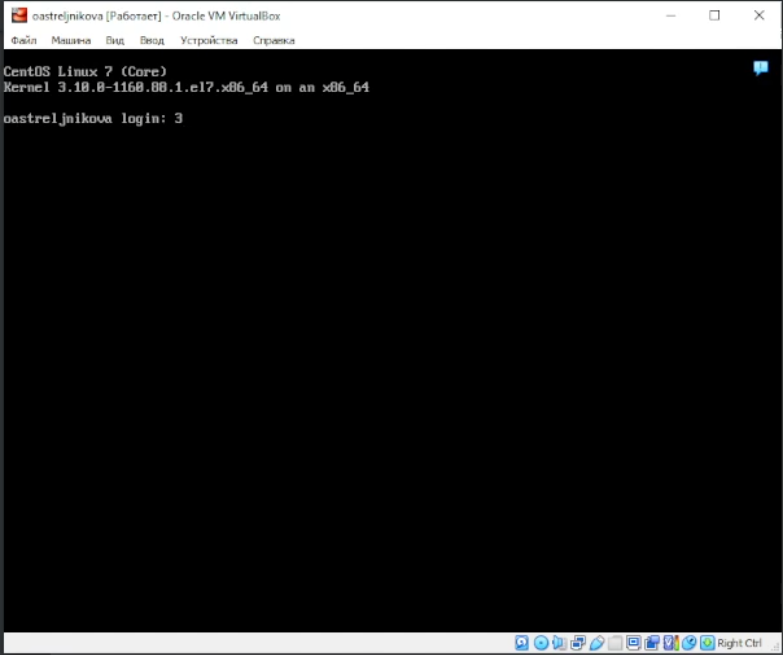 oastreljnikova [Работает] - Oracle VM VirtualBox
Файл Машина Вид Ввод Устройства Справка
CentOS Linux 7 (Core)
Kernel 3.10.0-1160.88.1.el7.x86_64 on an x86_64
oastreljnikova login: 3
Right Ctrl